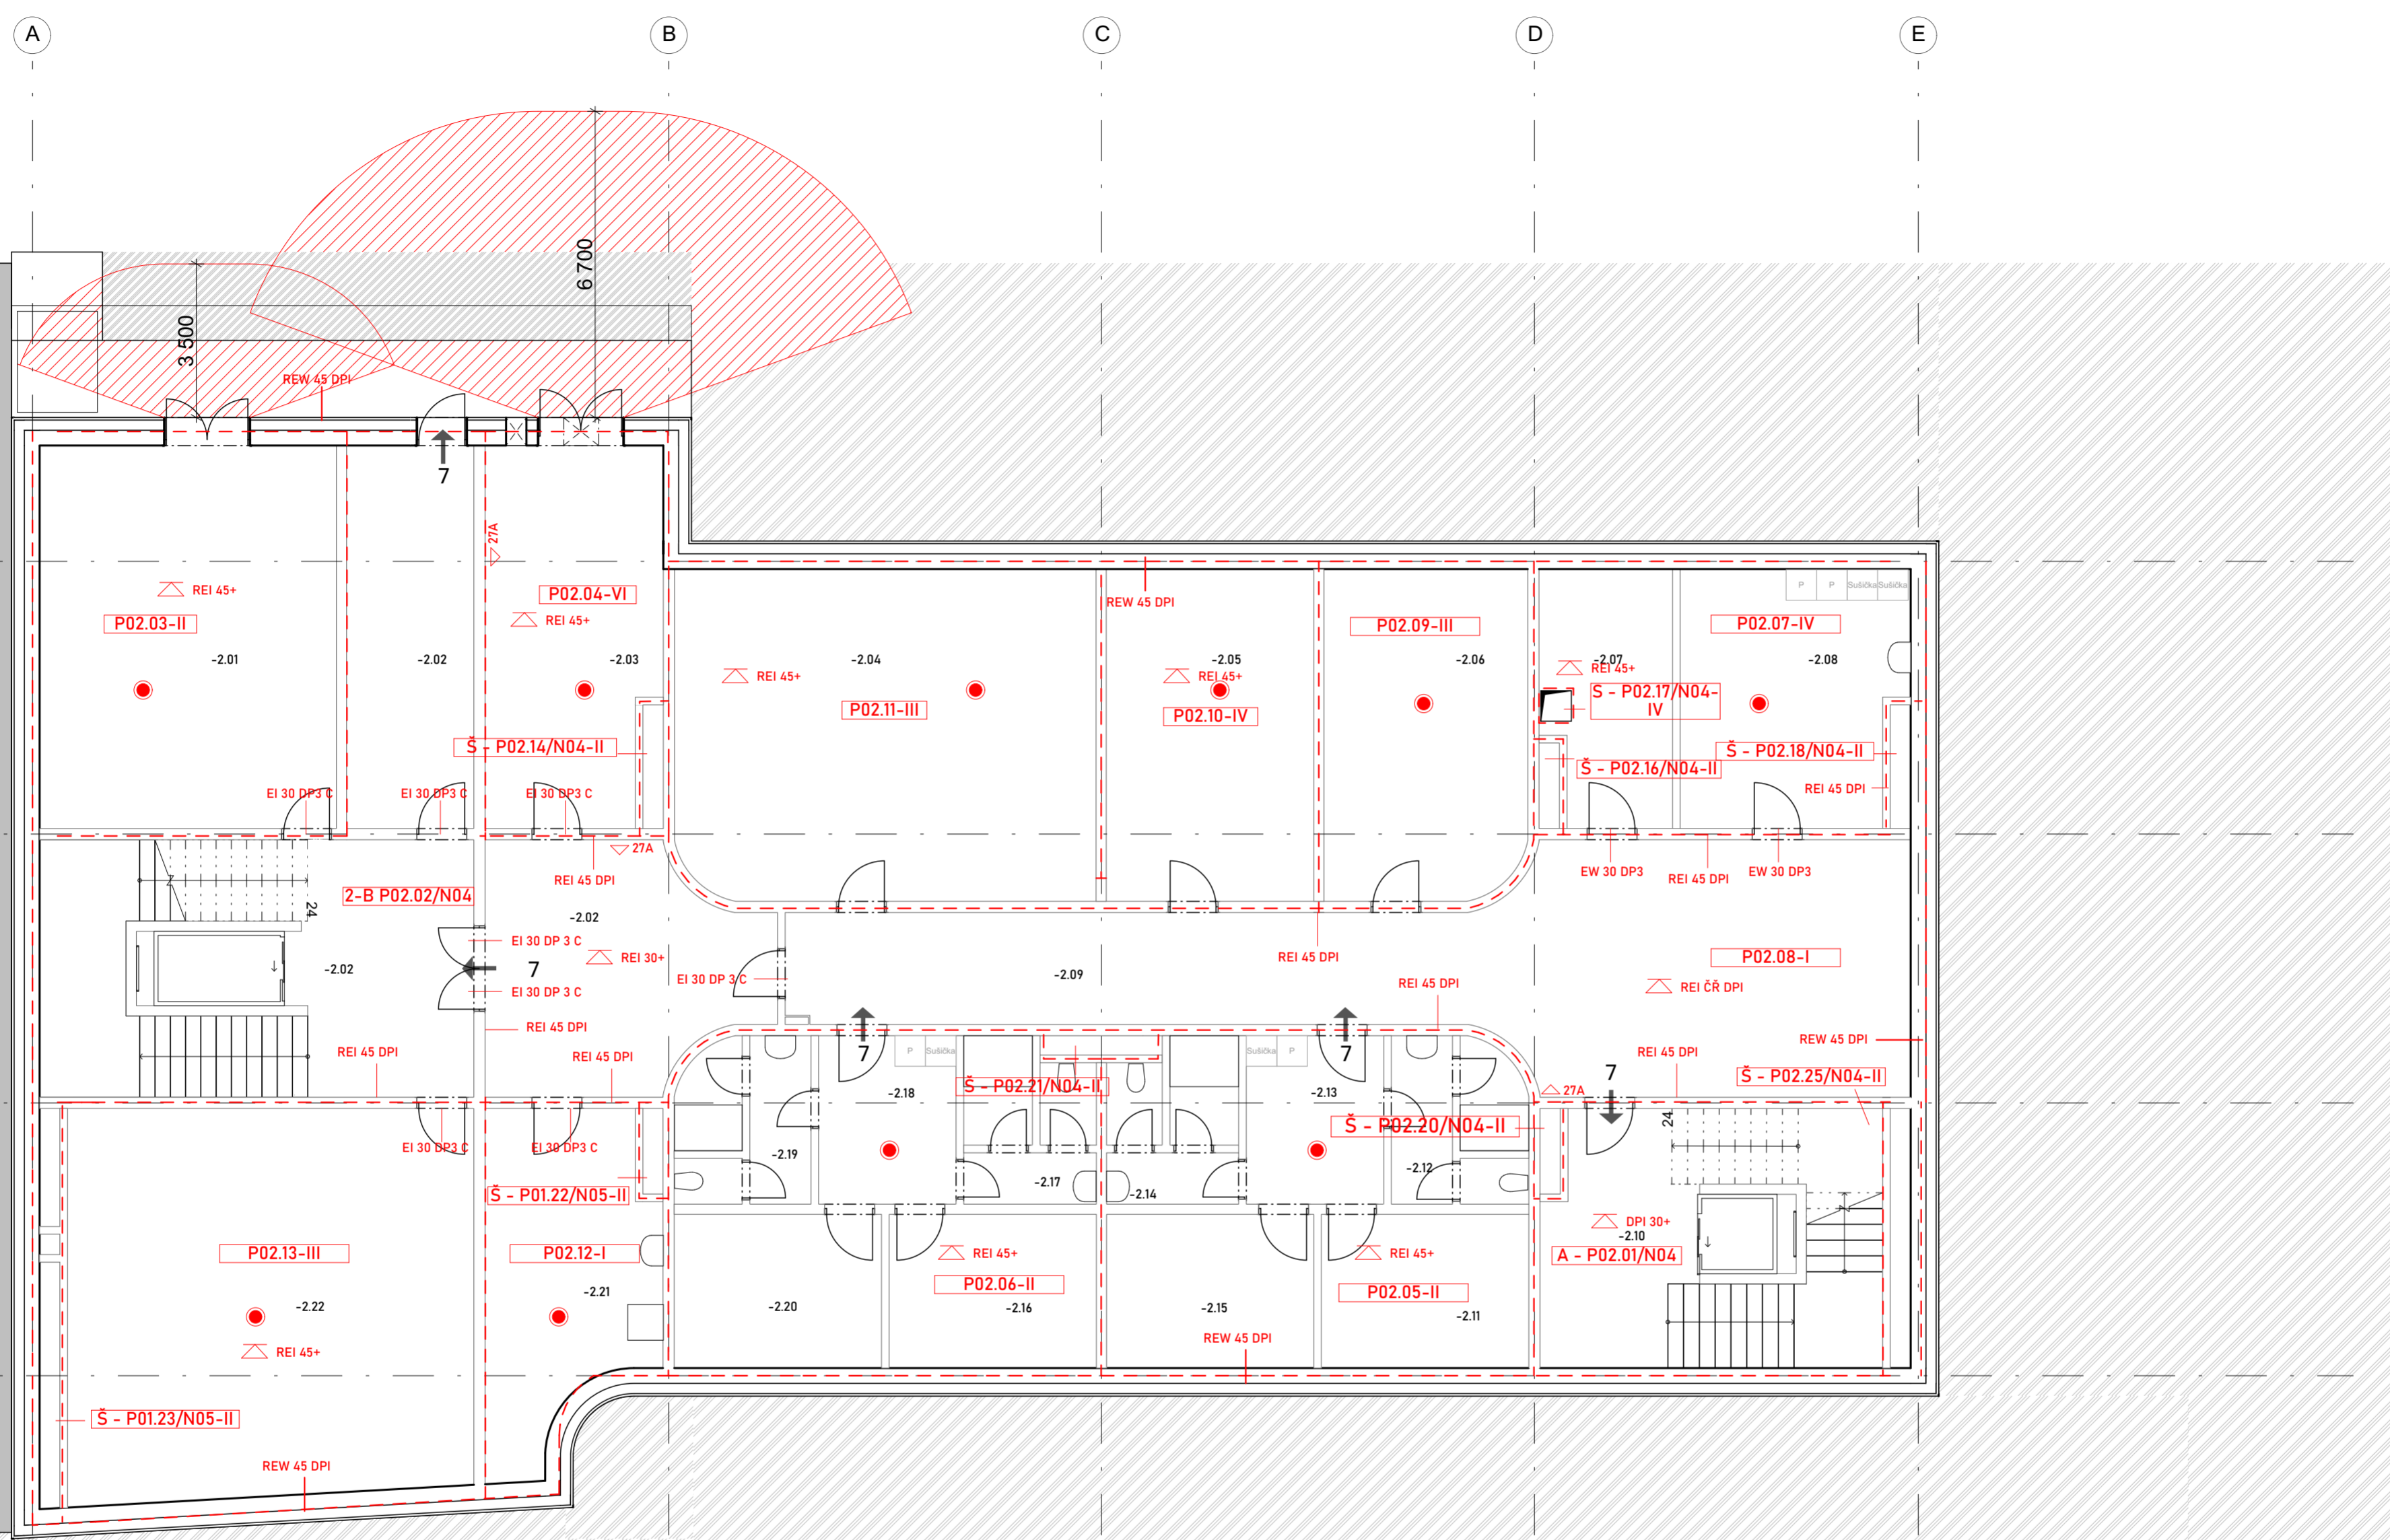 A
B
C
D
E
6 700
3 500
REW 45 DPI
7
27A
REI 45+
P02.03-II
-2.01
-2.02
P02.04-VI
REI 45+
-2.03
REI 45+
-2.04
P02.11-III
REW 45 DPI
-2.05
REI 45+
P02.10-IV
P02.09-III
-2.06
P
P
Sušička
Sušička
P02.07-IV
-2.07
REI 45+
-2.08
Š - P02.17/N04-
IV
Š - P02.14/N04-II
Š - P02.18/N04-II
Š - P02.16/N04-II
REI 45 DPI
EI 30 DP3 C
EI 30 DP3 C
EI 30 DP3 C
27A
REI 45 DPI
EW 30 DP3
REI 45 DPI
EW 30 DP3
2-B P02.02/N04
24
-2.02
EI 30 DP 3 C
REI 30+
REI 45 DPI
P02.08-I
-2.02
7
EI 30 DP 3 C
-2.09
REI 45 DPI
REI ČŘ DPI
EI 30 DP 3 C
REI 45 DPI
REW 45 DPI
REI 45 DPI
REI 45 DPI
7
P
Sušička
Sušička
P
7
REI 45 DPI
7
Š - P02.25/N04-II
-2.18
Š - P02.21/N04-II
-2.13
27A
24
Š - P02.20/N04-II
EI 30 DP3 C
EI 30 DP3 C
-2.19
-2.17
-2.14
-2.12
Š - P01.22/N05-II
DPI 30+
-2.10
A - P02.01/N04
P02.13-III
P02.12-I
REI 45+
P02.06-II
REI 45+
P02.05-II
-2.21
-2.22
-2.20
-2.16
-2.15
-2.11
REI 45+
REW 45 DPI
Š - P01.23/N05-II
REW 45 DPI